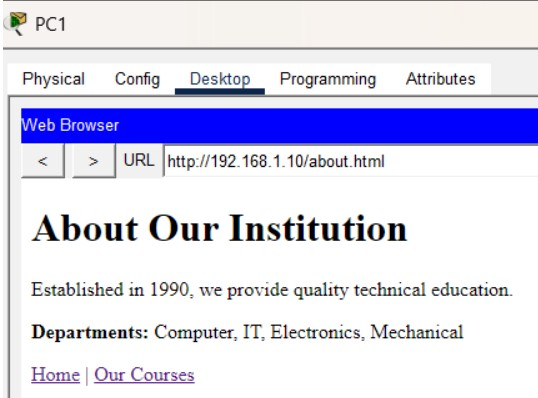 PC1
Physical Config Desktop Programming Attributes
Web Browser
< > URL http://192.168.1.10/about.html
About Our Institution
Established in 1990, we provide quality technical education.
Departments: Computer, IT, Electronics, Mechanical
Home | Our Courses